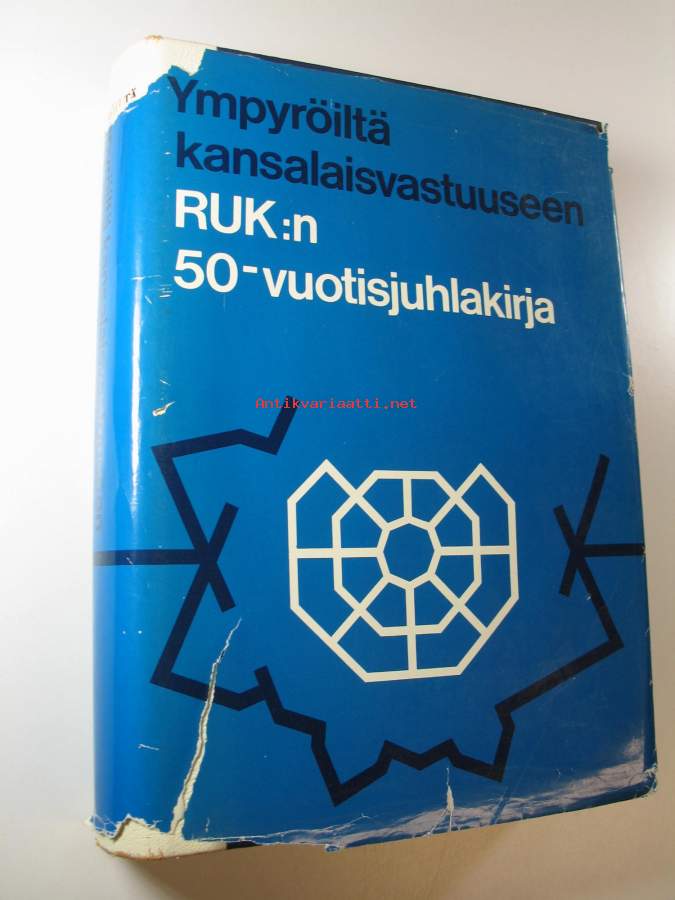 Ympyröiltä
kansalaisvastuuseen
RUK:n
50-vuotisjuhlakirja
Antikvariaatti.net